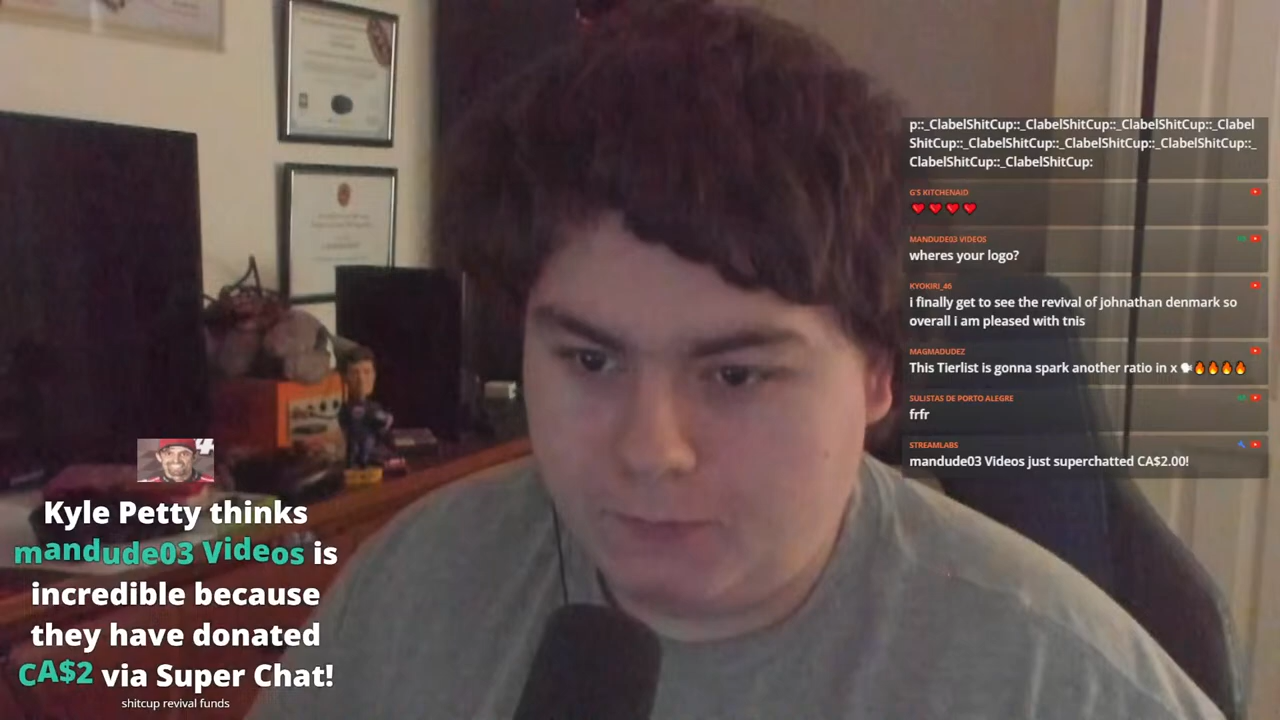 p::_ClabelShitCup::_ClabelShitCup::_ClabelShitCup::_Clabel
ShitCup::_ClabelShitCup::_ClabelShitCup::_ClabelShitCup::_
ClabelShitCup::_ClabelShitCup:
G'S KITCHENAID
❤❤❤❤
MANDUDE03 VIDEOS
wheres your logo?
KYOKIRI_46
i finally get to see the revival of johnathan denmark so
overall i am pleased with tnis
MAGMADUDEZ
This Tierlist is gonna spark another ratio in x 🗣🔥🔥🔥🔥
SULISTAS DE PORTO ALEGRE
frfr
STREAMLABS
mandude03 Videos just superchatted CA$2.00!
4
Kyle Petty thinks
mandude03 Videos is
incredible because
they have donated
CA$2 via Super Chat!
shitcup revival funds